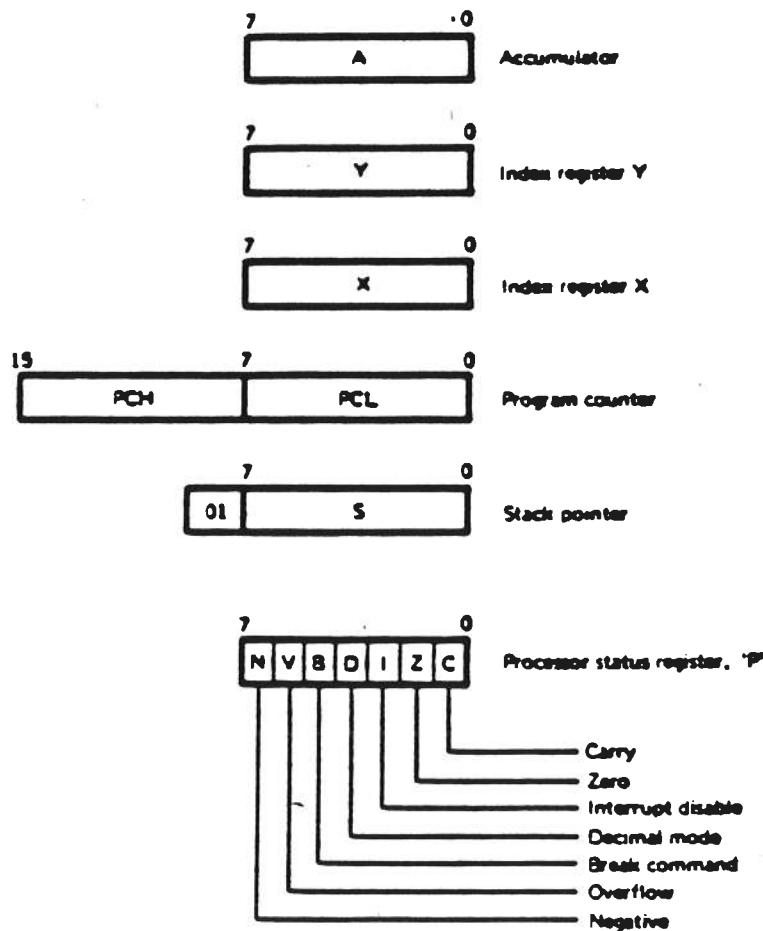 7 0
A Accumulator
7 0
Y Index register Y
7 0
X Index register X
15 7 0
PCH PCL Program counter
7 0
01 S Stack pointer
7 0
N V B D I Z C Processor status register, 'P'
Carry
Zero
Interrupt disable
Decimal mode
Break command
Overflow
Negative